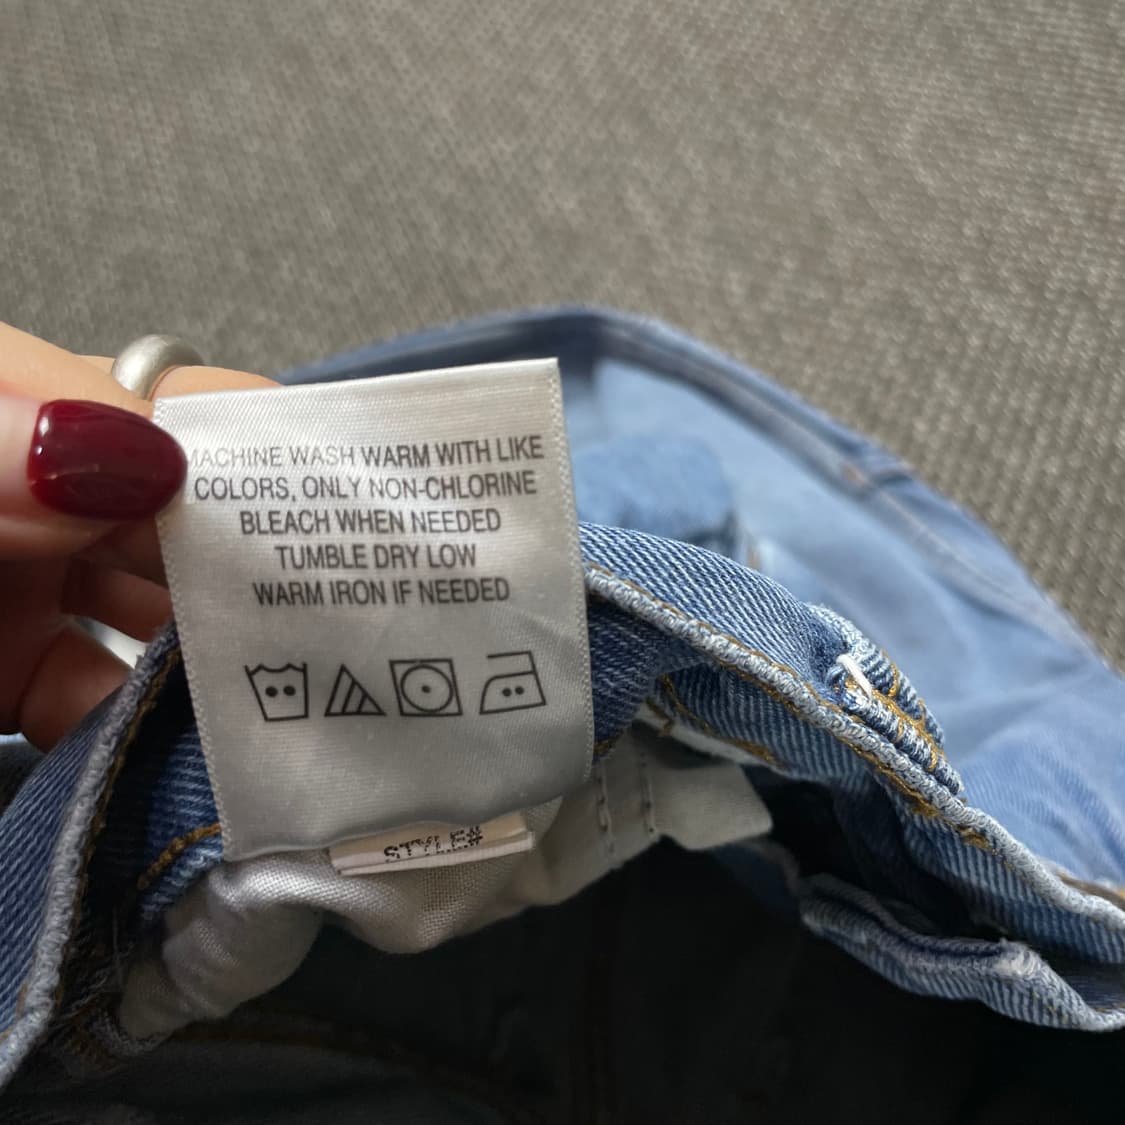 MACHINE WASH WARM WITH LIKE
COLORS, ONLY NON-CHLORINE
BLEACH WHEN NEEDED
TUMBLE DRY LOW
WARM IRON IF NEEDED
STYLE#